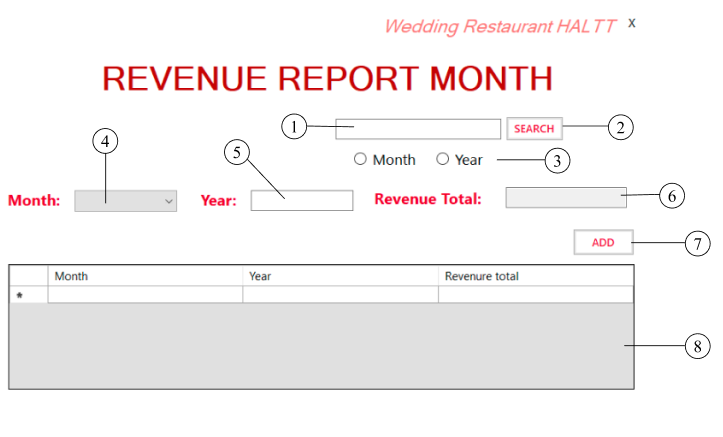 Wedding Restaurant HALTT X
REVENUE REPORT MONTH
1 SEARCH 2
Month Year 3
4 5
Month: Year: Revenue Total: 6
ADD 7
Month Year Revenure total
*
8